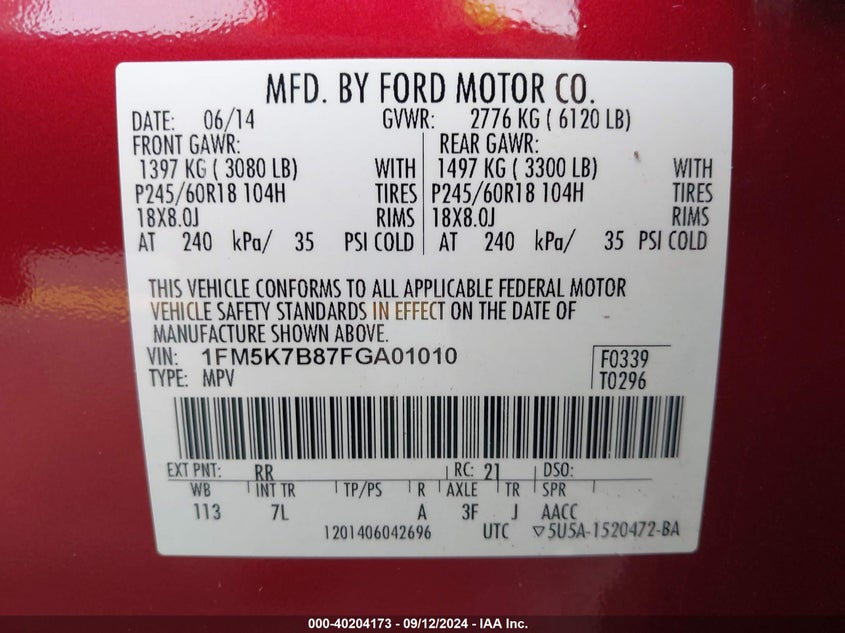 MFD. BY FORD MOTOR CO.
DATE: 06/14 GVWR: 2776 KG ( 6120 LB)
FRONT GAWR: REAR GAWR:
1397 KG ( 3080 LB) WITH 1497 KG ( 3300 LB) WITH
P245/60R18 104H TIRES P245/60R18 104H TIRES
18X8.0J RIMS 18X8.0J RIMS
AT 240 kPa/ 35 PSI COLD AT 240 kPa/ 35 PSI COLD
THIS VEHICLE CONFORMS TO ALL APPLICABLE FEDERAL MOTOR
VEHICLE SAFETY STANDARDS IN EFFECT ON THE DATE OF
MANUFACTURE SHOWN ABOVE.
VIN: 1FM5K7B87FGA01010 F0339
TYPE: MPV T0296
EXT PNT: RR RC: 21 DSO:
WB INT TR TP/PS R AXLE TR SPR
113 7L A 3F J AACC
1201406042696 UTC ▽5U5A-1520472-BA
000-40204173 - 09/12/2024 - IAA Inc.